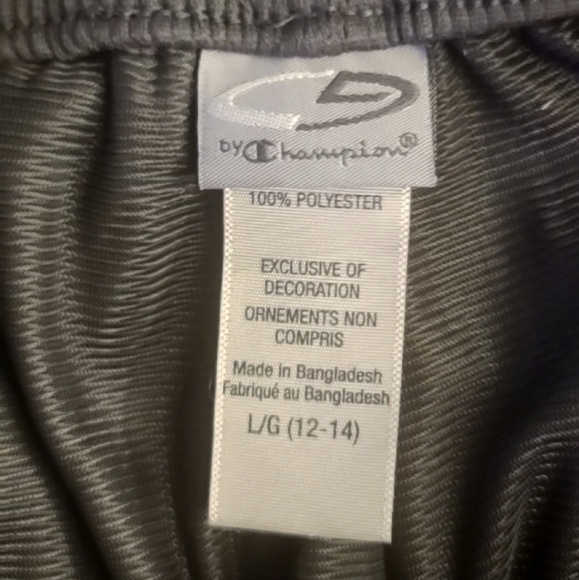 by Champion®
100% POLYESTER
EXCLUSIVE OF
DECORATION
ORNEMENTS NON
COMPRIS
Made in Bangladesh
Fabriqué au Bangladesh
L/G (12-14)